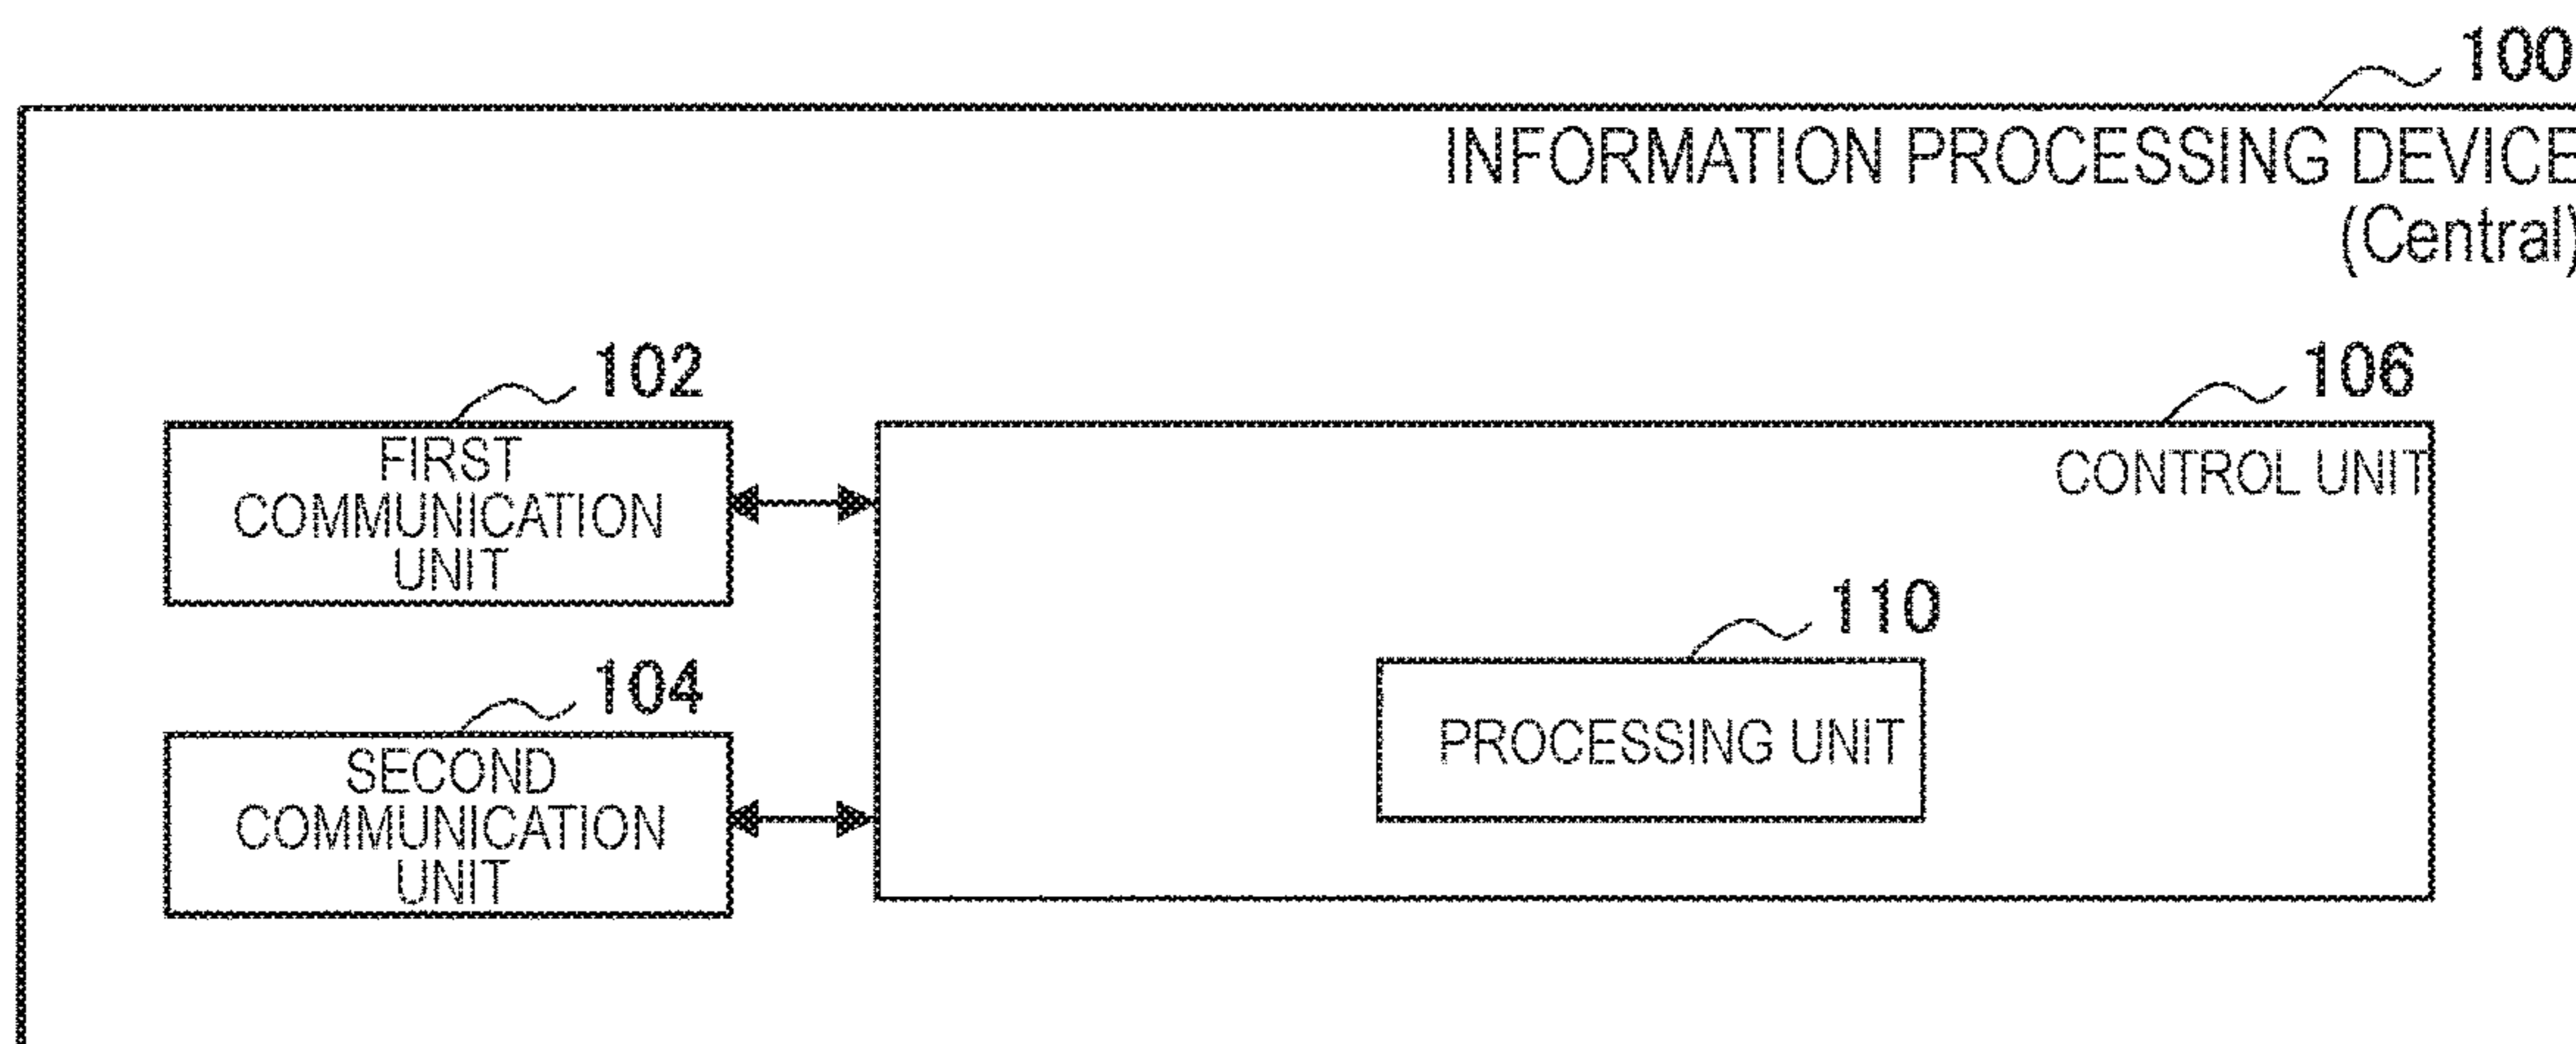 100
INFORMATION PROCESSING DEVICE
(Central)
102
106
FIRST
COMMUNICATION
UNIT
CONTROL UNIT
110
PROCESSING UNIT
104
SECOND
COMMUNICATION
UNIT